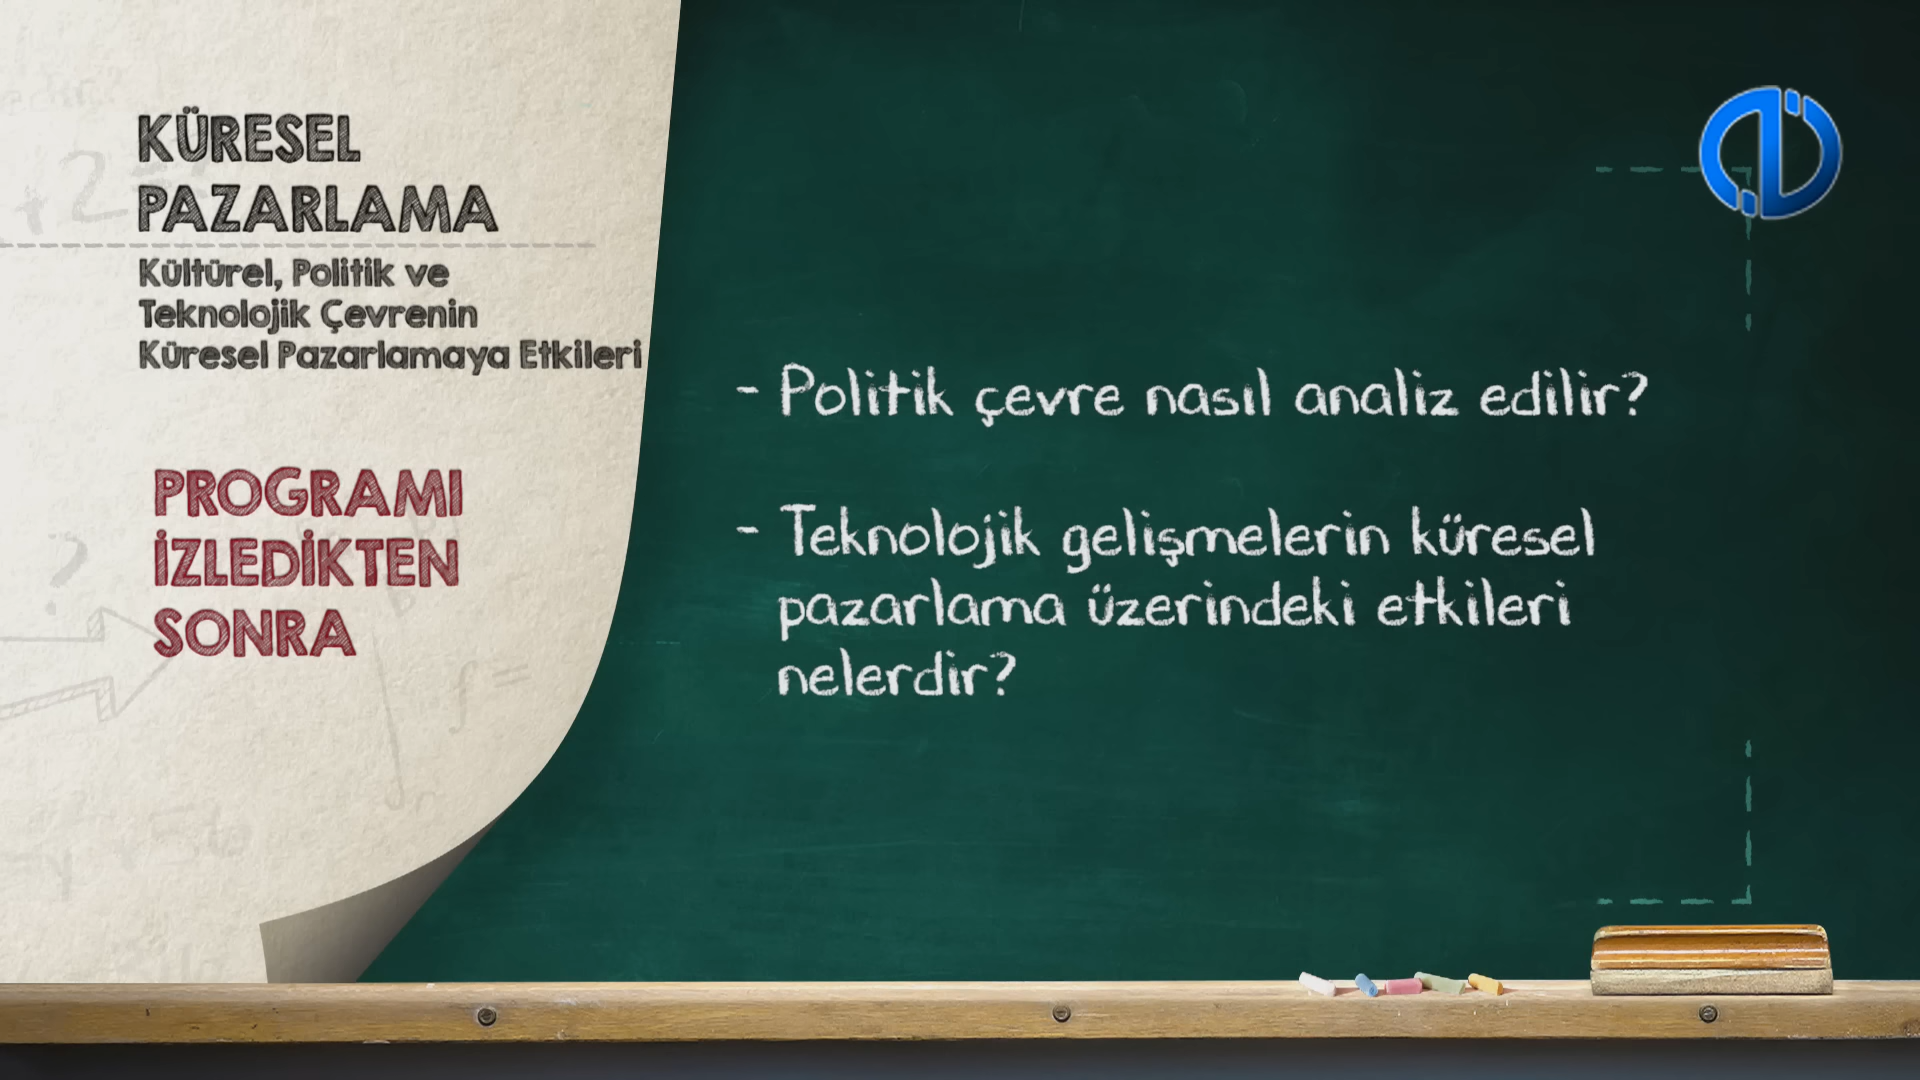 KÜRESEL
PAZARLAMA
Kültürel, Politik ve
Teknolojik Çevrenin
Küresel Pazarlamaya Etkileri
PROGRAMI
İZLEDİKTEN
SONRA
- Politik çevre nasıl analiz edilir?
- Teknolojik gelişmelerin küresel
pazarlama üzerindeki etkileri
nelerdir?